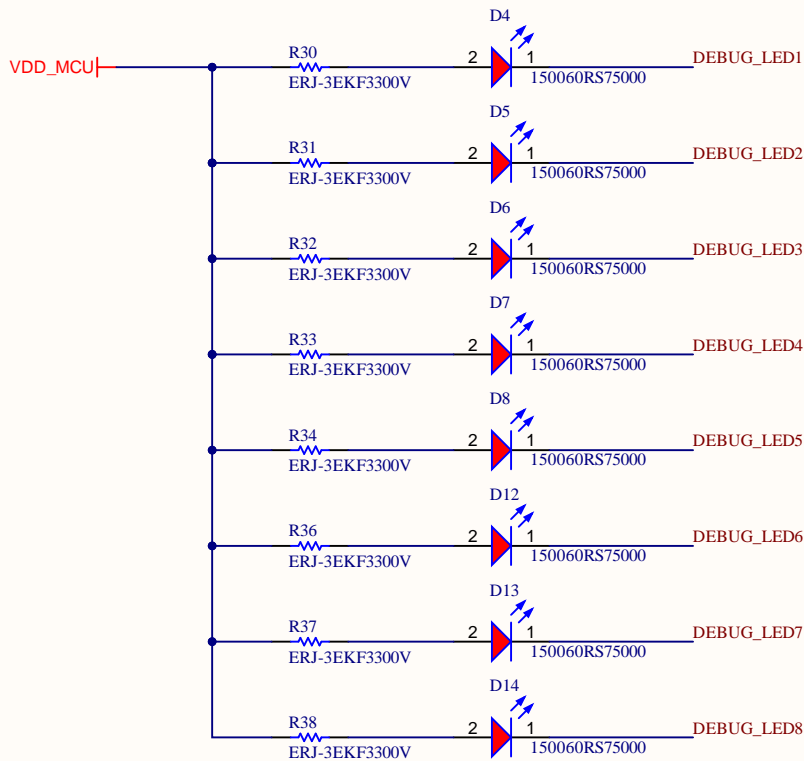 D4
VDD_MCU
R30
ERJ-3EKF3300V
2
1
150060RS75000
DEBUG_LED1
D5
R31
ERJ-3EKF3300V
2
1
150060RS75000
DEBUG_LED2
D6
R32
ERJ-3EKF3300V
2
1
150060RS75000
DEBUG_LED3
D7
R33
ERJ-3EKF3300V
2
1
150060RS75000
DEBUG_LED4
D8
R34
ERJ-3EKF3300V
2
1
150060RS75000
DEBUG_LED5
D12
R36
ERJ-3EKF3300V
2
1
150060RS75000
DEBUG_LED6
D13
R37
ERJ-3EKF3300V
2
1
150060RS75000
DEBUG_LED7
D14
R38
ERJ-3EKF3300V
2
1
150060RS75000
DEBUG_LED8